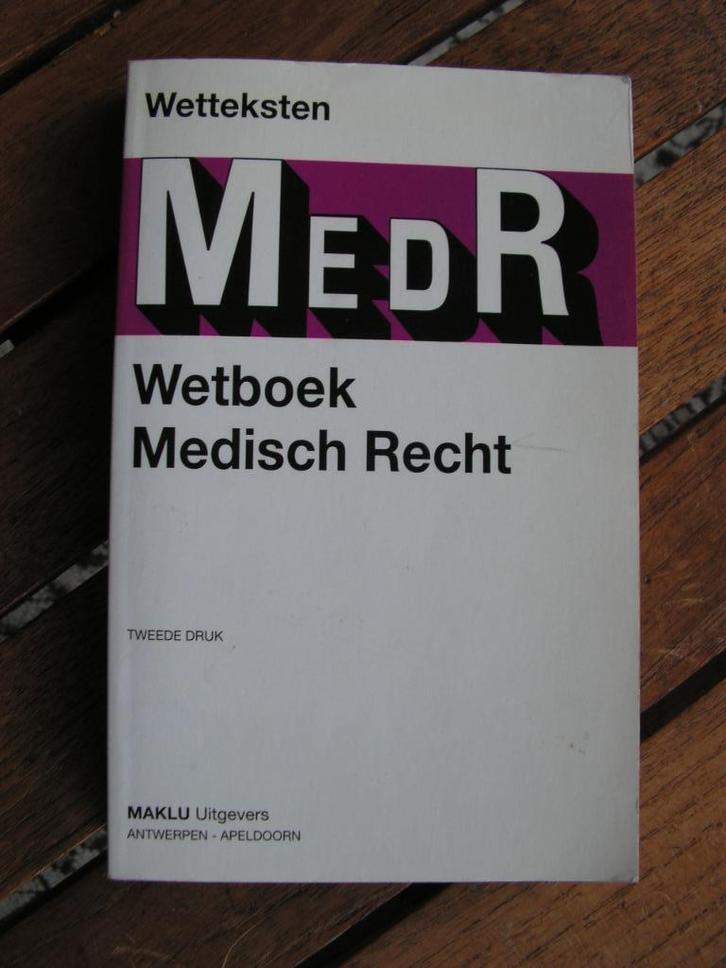 Wetteksten
MEDR
Wetboek
Medisch Recht
TWEEDE DRUK
MAKLU Uitgevers
ANTWERPEN - APELDOORN